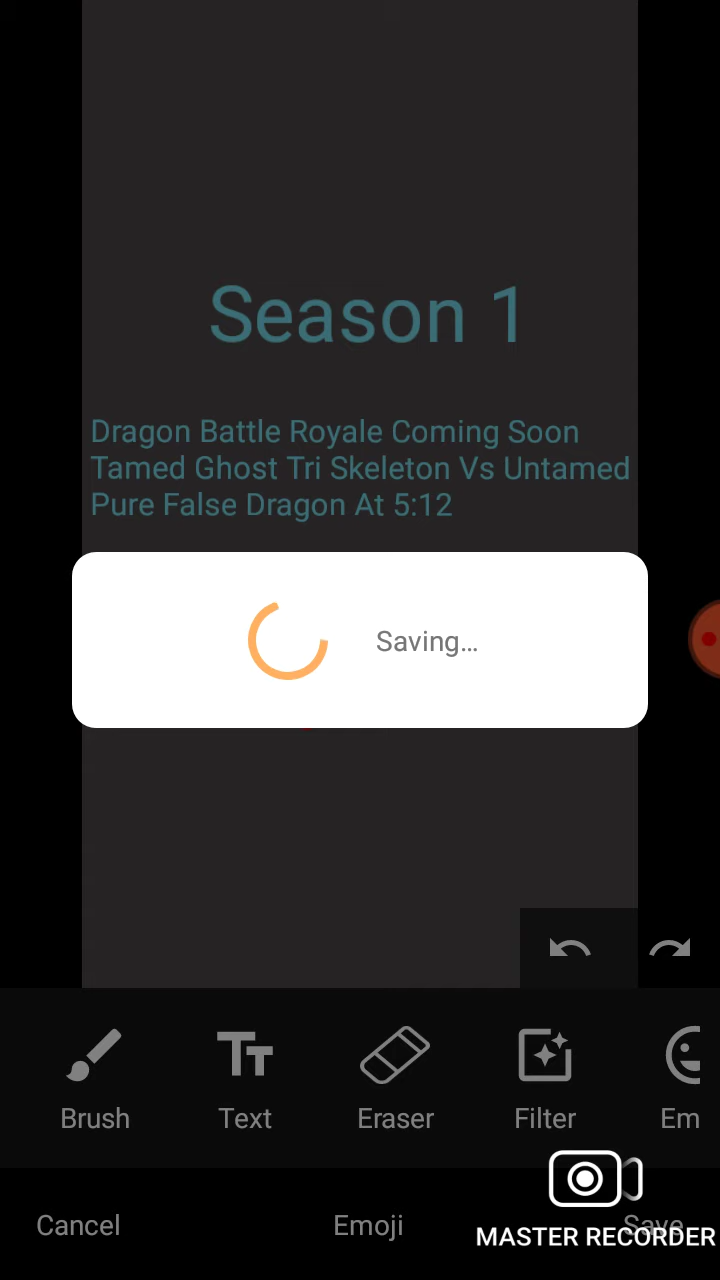 Season 1
Dragon Battle Royale Coming Soon
Tamed Ghost Tri Skeleton Vs Untamed
Pure False Dragon At 5:12
Saving...
Brush Text Eraser Filter Em
Cancel Emoji Save
MASTER RECORDER